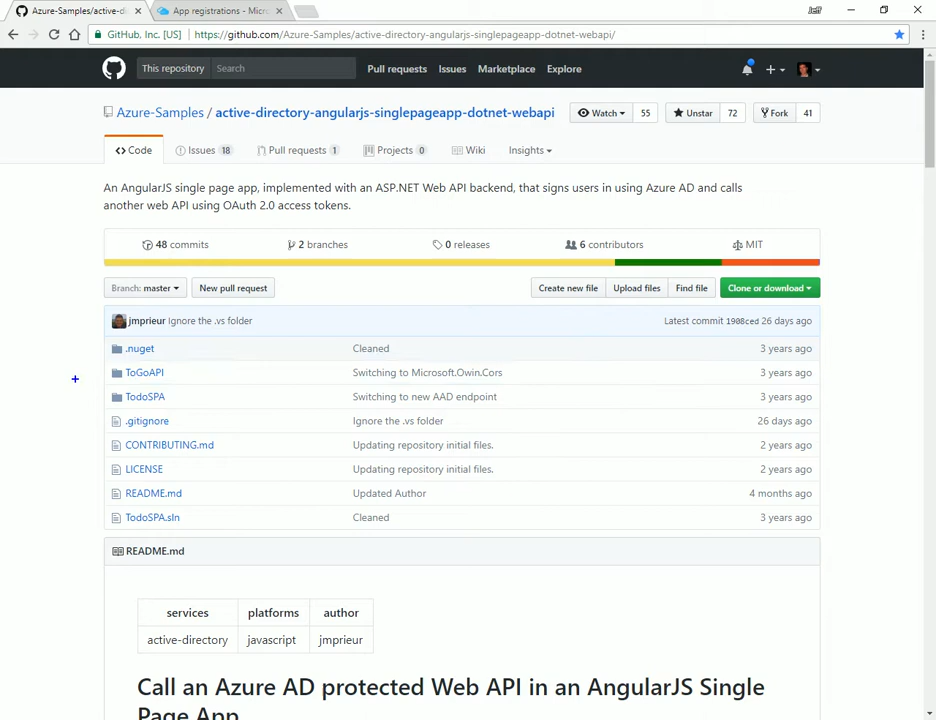 Azure-Samples/active-di
App registrations - Micr
Jeff
GitHub, Inc. [US] | https://github.com/Azure-Samples/active-directory-angularjs-singlepageapp-dotnet-webapi/
This repository Search Pull requests Issues Marketplace Explore
Azure-Samples / active-directory-angularjs-singlepageapp-dotnet-webapi Watch 55 Unstar 72 Fork 41
Code Issues 18 Pull requests 1 Projects 0 Wiki Insights
An AngularJS single page app, implemented with an ASP.NET Web API backend, that signs users in using Azure AD and calls
another web API using OAuth 2.0 access tokens.
48 commits 2 branches 0 releases 6 contributors MIT
Branch: master New pull request Create new file Upload files Find file Clone or download
jmprieur Ignore the .vs folder Latest commit 1908ced 26 days ago
.nuget Cleaned 3 years ago
ToGoAPI Switching to Microsoft.Owin.Cors 3 years ago
TodoSPA Switching to new AAD endpoint 3 years ago
.gitignore Ignore the .vs folder 26 days ago
CONTRIBUTING.md Updating repository initial files. 2 years ago
LICENSE Updating repository initial files. 2 years ago
README.md Updated Author 4 months ago
TodoSPA.sln Cleaned 3 years ago
README.md
services platforms author
active-directory javascript jmprieur
Call an Azure AD protected Web API in an AngularJS Single
Page App